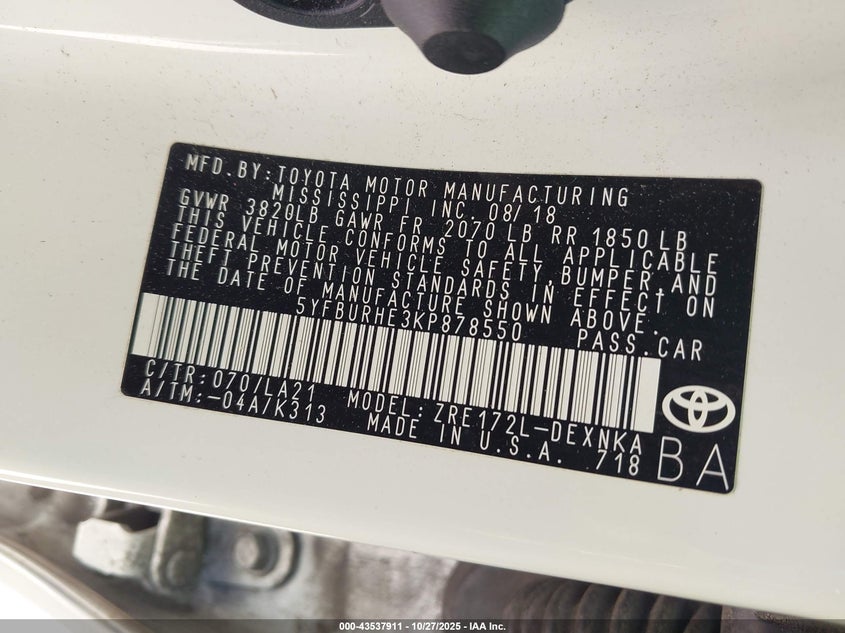 MFD.BY:TOYOTA MOTOR MANUFACTURING
MISSISSIPPI INC. 08/18
GVWR 3820LB GAWR FR 2070 LB RR 1850 LB
THIS VEHICLE CONFORMS TO ALL APPLICABLE
FEDERAL MOTOR VEHICLE SAFETY,BUMPER,AND
THEFT PREVENTION STANDARDS IN EFFECT ON
THE DATE OF MANUFACTURE SHOWN ABOVE.
5YFBURHE3KP878550 PASS.CAR
C/TR:070/LA21 MODEL:ZRE172L-DEXNKA
A/TM:-04A/K313 MADE IN U.S.A. 718 BA
000-43537911 - 10/27/2025 - IAA Inc.